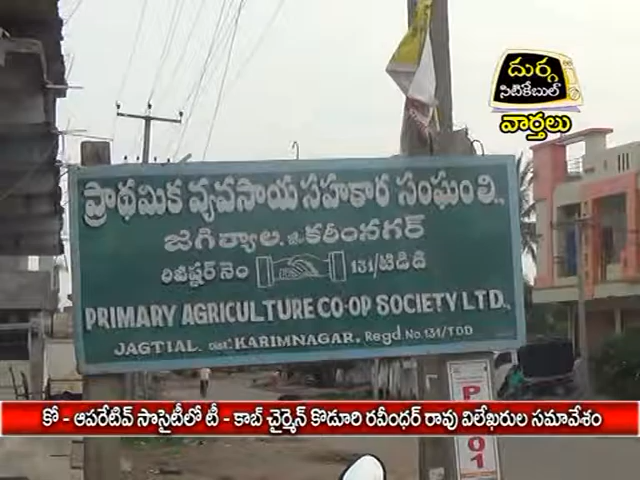 దుర్గ
సిటికేబుల్
వార్తలు
ప్రాథమిక వ్యవసాయ సహకార సంఘం లి.,
జగిత్యాల. జి. కరీంనగర్
రిజిష్టర్ నెం 131/టిడిడి
PRIMARY AGRICULTURE CO-OP SOCIETY LTD.,
JAGTIAL. Dist: KARIMNAGAR. Regd. No. 131/TDD
కో - ఆపరేటివ్ సొసైటీలో టీ - కాబ్ చైర్మెన్ కొడూరి రవీంధర్ రావు విలేఖరుల సమావేశం